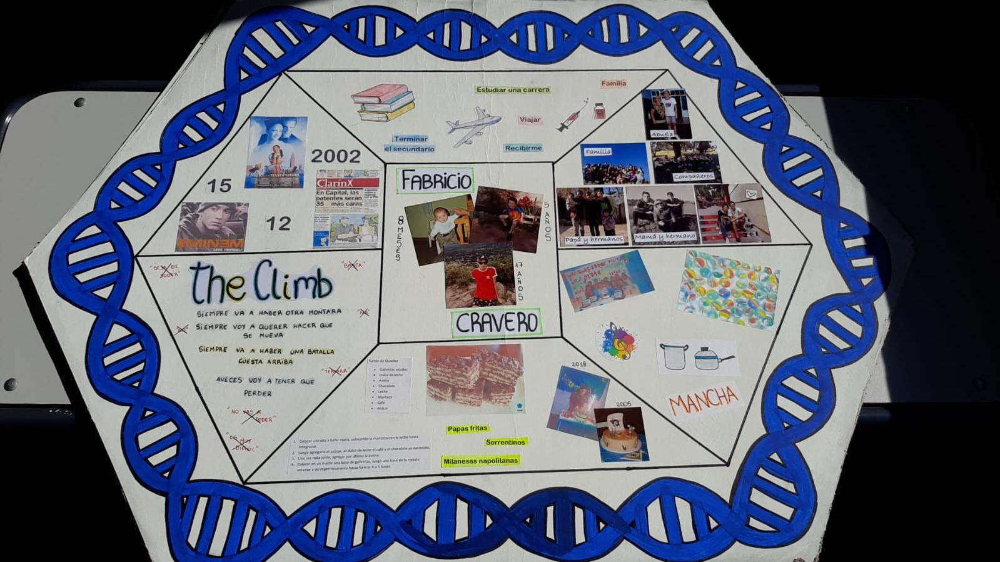 Estudiar una carrera
Familia
Viajar
Terminar
el secundario
Recibirme
2002
15
12
Clarín X
En Capital, las
patentes serán
35 más caras
EMINEM
LOSE YOURSELF
Abuela
Familia
Compañeros
Papá y hermanos
Mamá y hermano
FABRICIO
8 MESES
5 AÑOS
17 AÑOS
CRAVERO
"DEJA DE
JODER"
"BASTA"
the Climb
SIEMPRE VA A HABER OTRA MONTAÑA
"NO"
SIEMPRE VOY A QUERER HACER QUE
SE MUEVA
SIEMPRE VA A HABER UNA BATALLA
CUESTA ARRIBA
"TERMINA"
AVECES VOY A TENER QUE
PERDER
"NO VAS A
PODER"
"ES MUY
DIFICIL"
MANCHA
Turrón de Quacker
Galletitas saladas
Dulce de leche
Avena
Chocolate
Leche
Manteca
Café
Azúcar
1. Colocar una olla a baño maría, colocando la manteca con la leche hasta
integrarse.
2. Luego agregarle el azúcar, al dulce de leche el café y el chocolate ya derretido.
3. Una vez todo junto, agregar por último la avena.
4. Colocar en un molde una base de galletitas, luego una base de la mezcla
anterior y así repetitivamente hasta formar 4 o 5 bases.
Papas fritas
Sorrentinos
Milanesas napolitanas
2018
2005